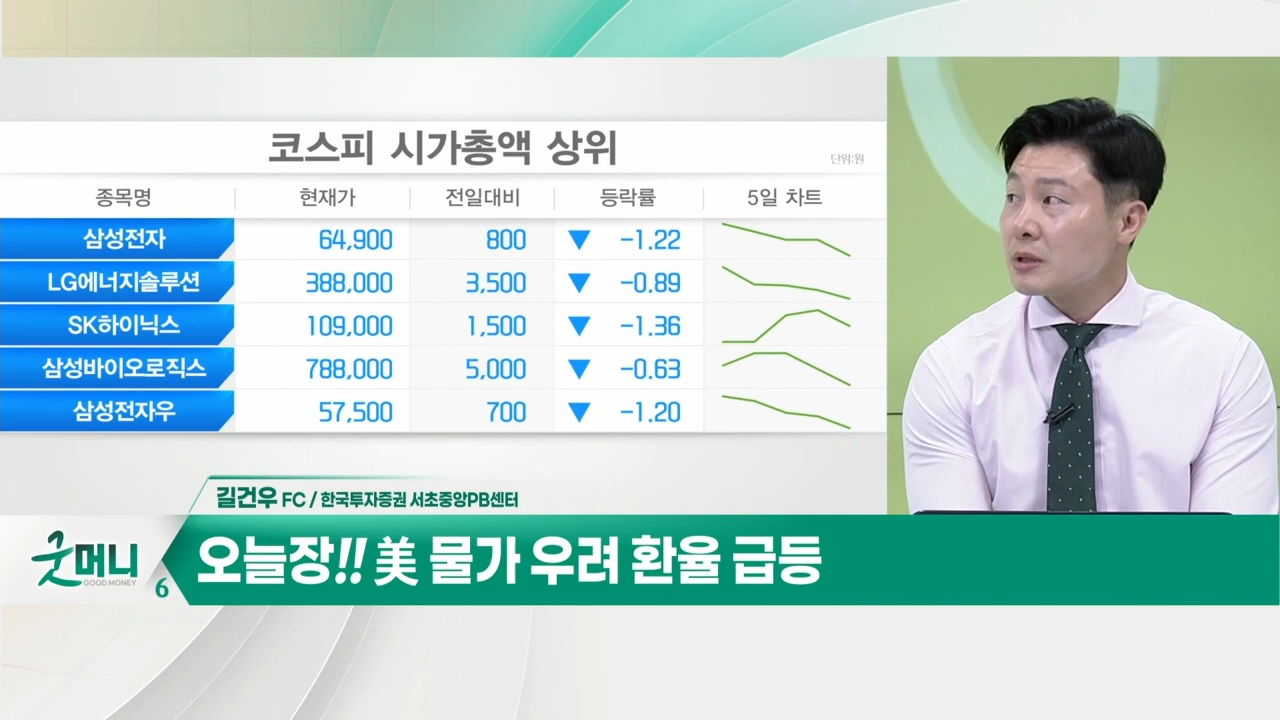 코스피 시가총액 상위
단위:원
종목명 현재가 전일대비 등락률 5일 차트
삼성전자 64,900 800 ▼ -1.22
LG에너지솔루션 388,000 3,500 ▼ -0.89
SK하이닉스 109,000 1,500 ▼ -1.36
삼성바이오로직스 788,000 5,000 ▼ -0.63
삼성전자우 57,500 700 ▼ -1.20
길건우 FC / 한국투자증권 서초중앙PB센터
굿머니
GOOD MONEY
6
오늘장!! 美 물가 우려 환율 급등